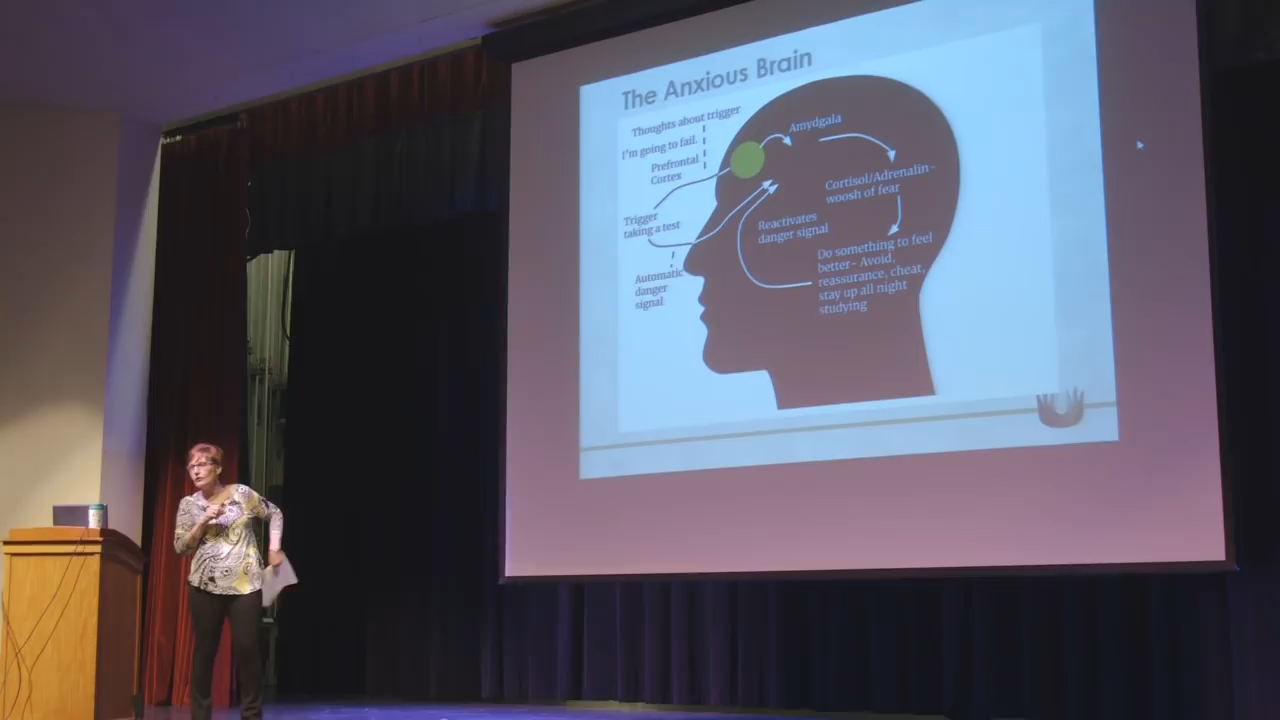 The Anxious Brain
Thoughts about trigger
I'm going to fail.
Prefrontal
Cortex
Trigger
taking a test
Automatic
danger
signal
Amydgala
Cortisol/Adrenalin-
woosh of fear
Reactivates
danger signal
Do something to feel
better- Avoid,
reassurance, cheat,
stay up all night
studying